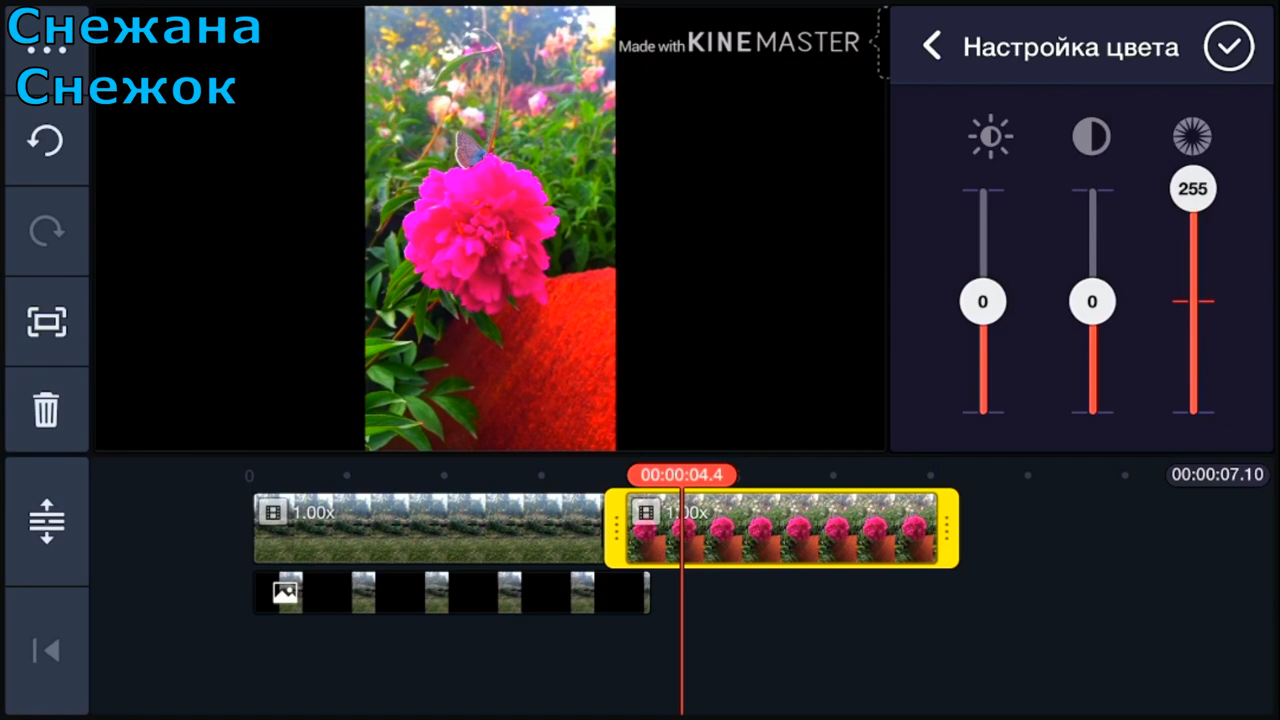 Снежана
Снежок
Made with KINEMASTER
Настройка цвета
255
0
0
0
00:00:04.4
00:00:07.10
1.00x
1.00x